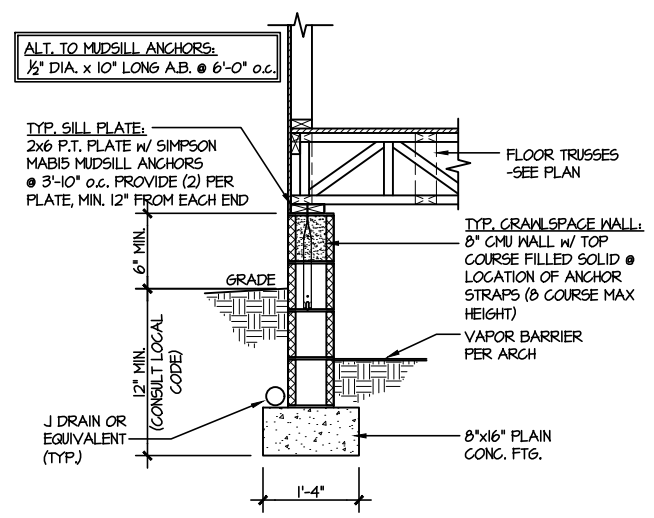 ALT. TO MUDSILL ANCHORS:
½" DIA. x 10" LONG A.B. @ 6'-0" o.c.
TYP. SILL PLATE:
2x6 P.T. PLATE w/ SIMPSON
MAB15 MUDSILL ANCHORS
@ 3'-10" o.c. PROVIDE (2) PER
PLATE, MIN. 12" FROM EACH END
FLOOR TRUSSES
-SEE PLAN
TYP. CRAWLSPACE WALL:
8" CMU WALL w/ TOP
COURSE FILLED SOLID @
LOCATION OF ANCHOR
STRAPS (8 COURSE MAX
HEIGHT)
6" MIN.
GRADE
VAPOR BARRIER
PER ARCH
12" MIN.
(CONSULT LOCAL
CODE)
J DRAIN OR
EQUIVALENT
(TYP.)
8"x16" PLAIN
CONC. FTG.
1'-4"